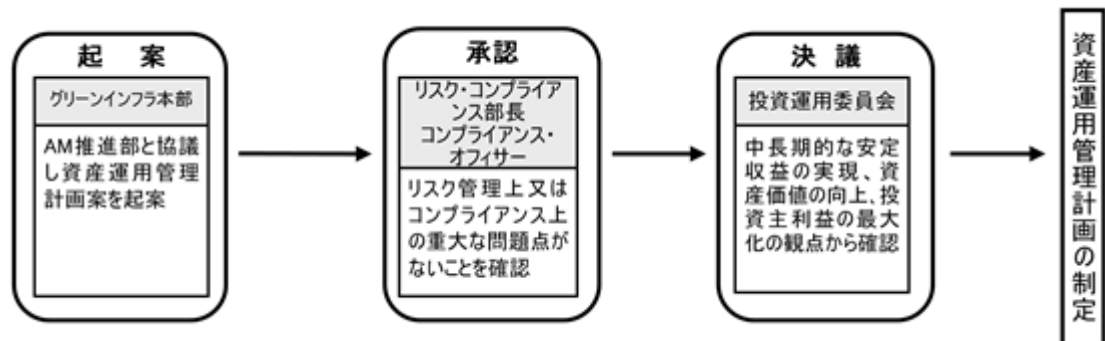 起 案
グリーンインフラ本部
AM推進部と協議
し資産運用管理
計画案を起案
承認
リスク・コンプライア
ンス部長
コンプライアンス・
オフィサー
リスク管理上又は
コンプライアンス上
の重大な問題点が
ないことを確認
決 議
投資運用委員会
中長期的な安定
収益の実現、資
産価値の向上、投
資主利益の最大
化の観点から確認
資産運用管理計画の制定